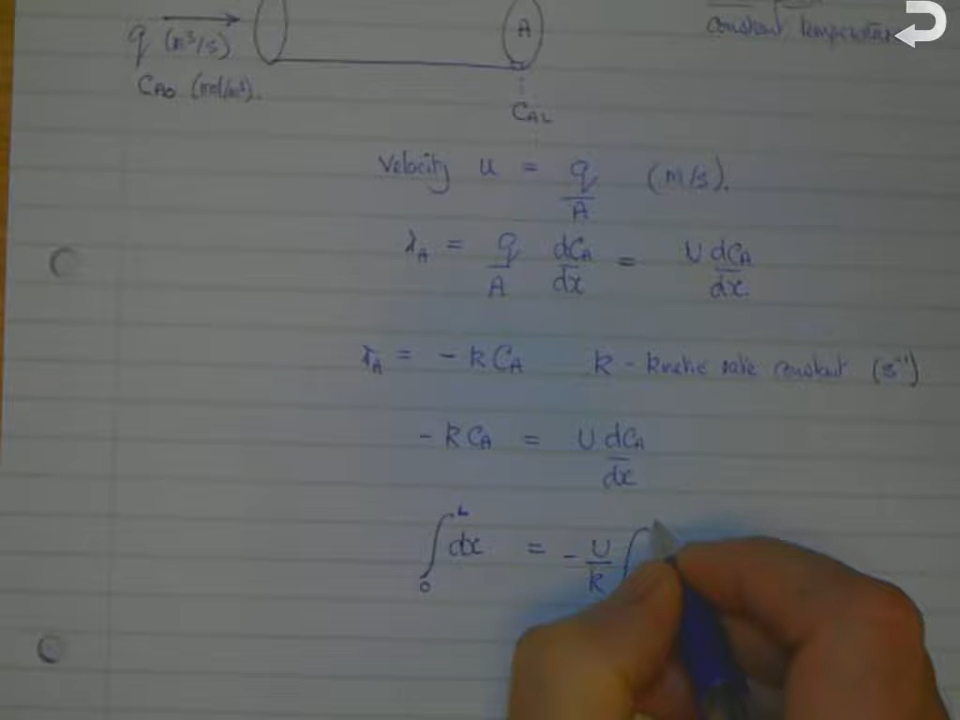 q (m³/s)
A
constant temperature
CA0 (mol/m³).
CAL
Velocity u = q/A (m/s).
rA = q/A dCA/dx = U dCA/dx
rA = - k CA k - kinetic rate constant (s⁻¹)
- k CA = U dCA/dx
∫₀ᴸ dx = - U/k ∫